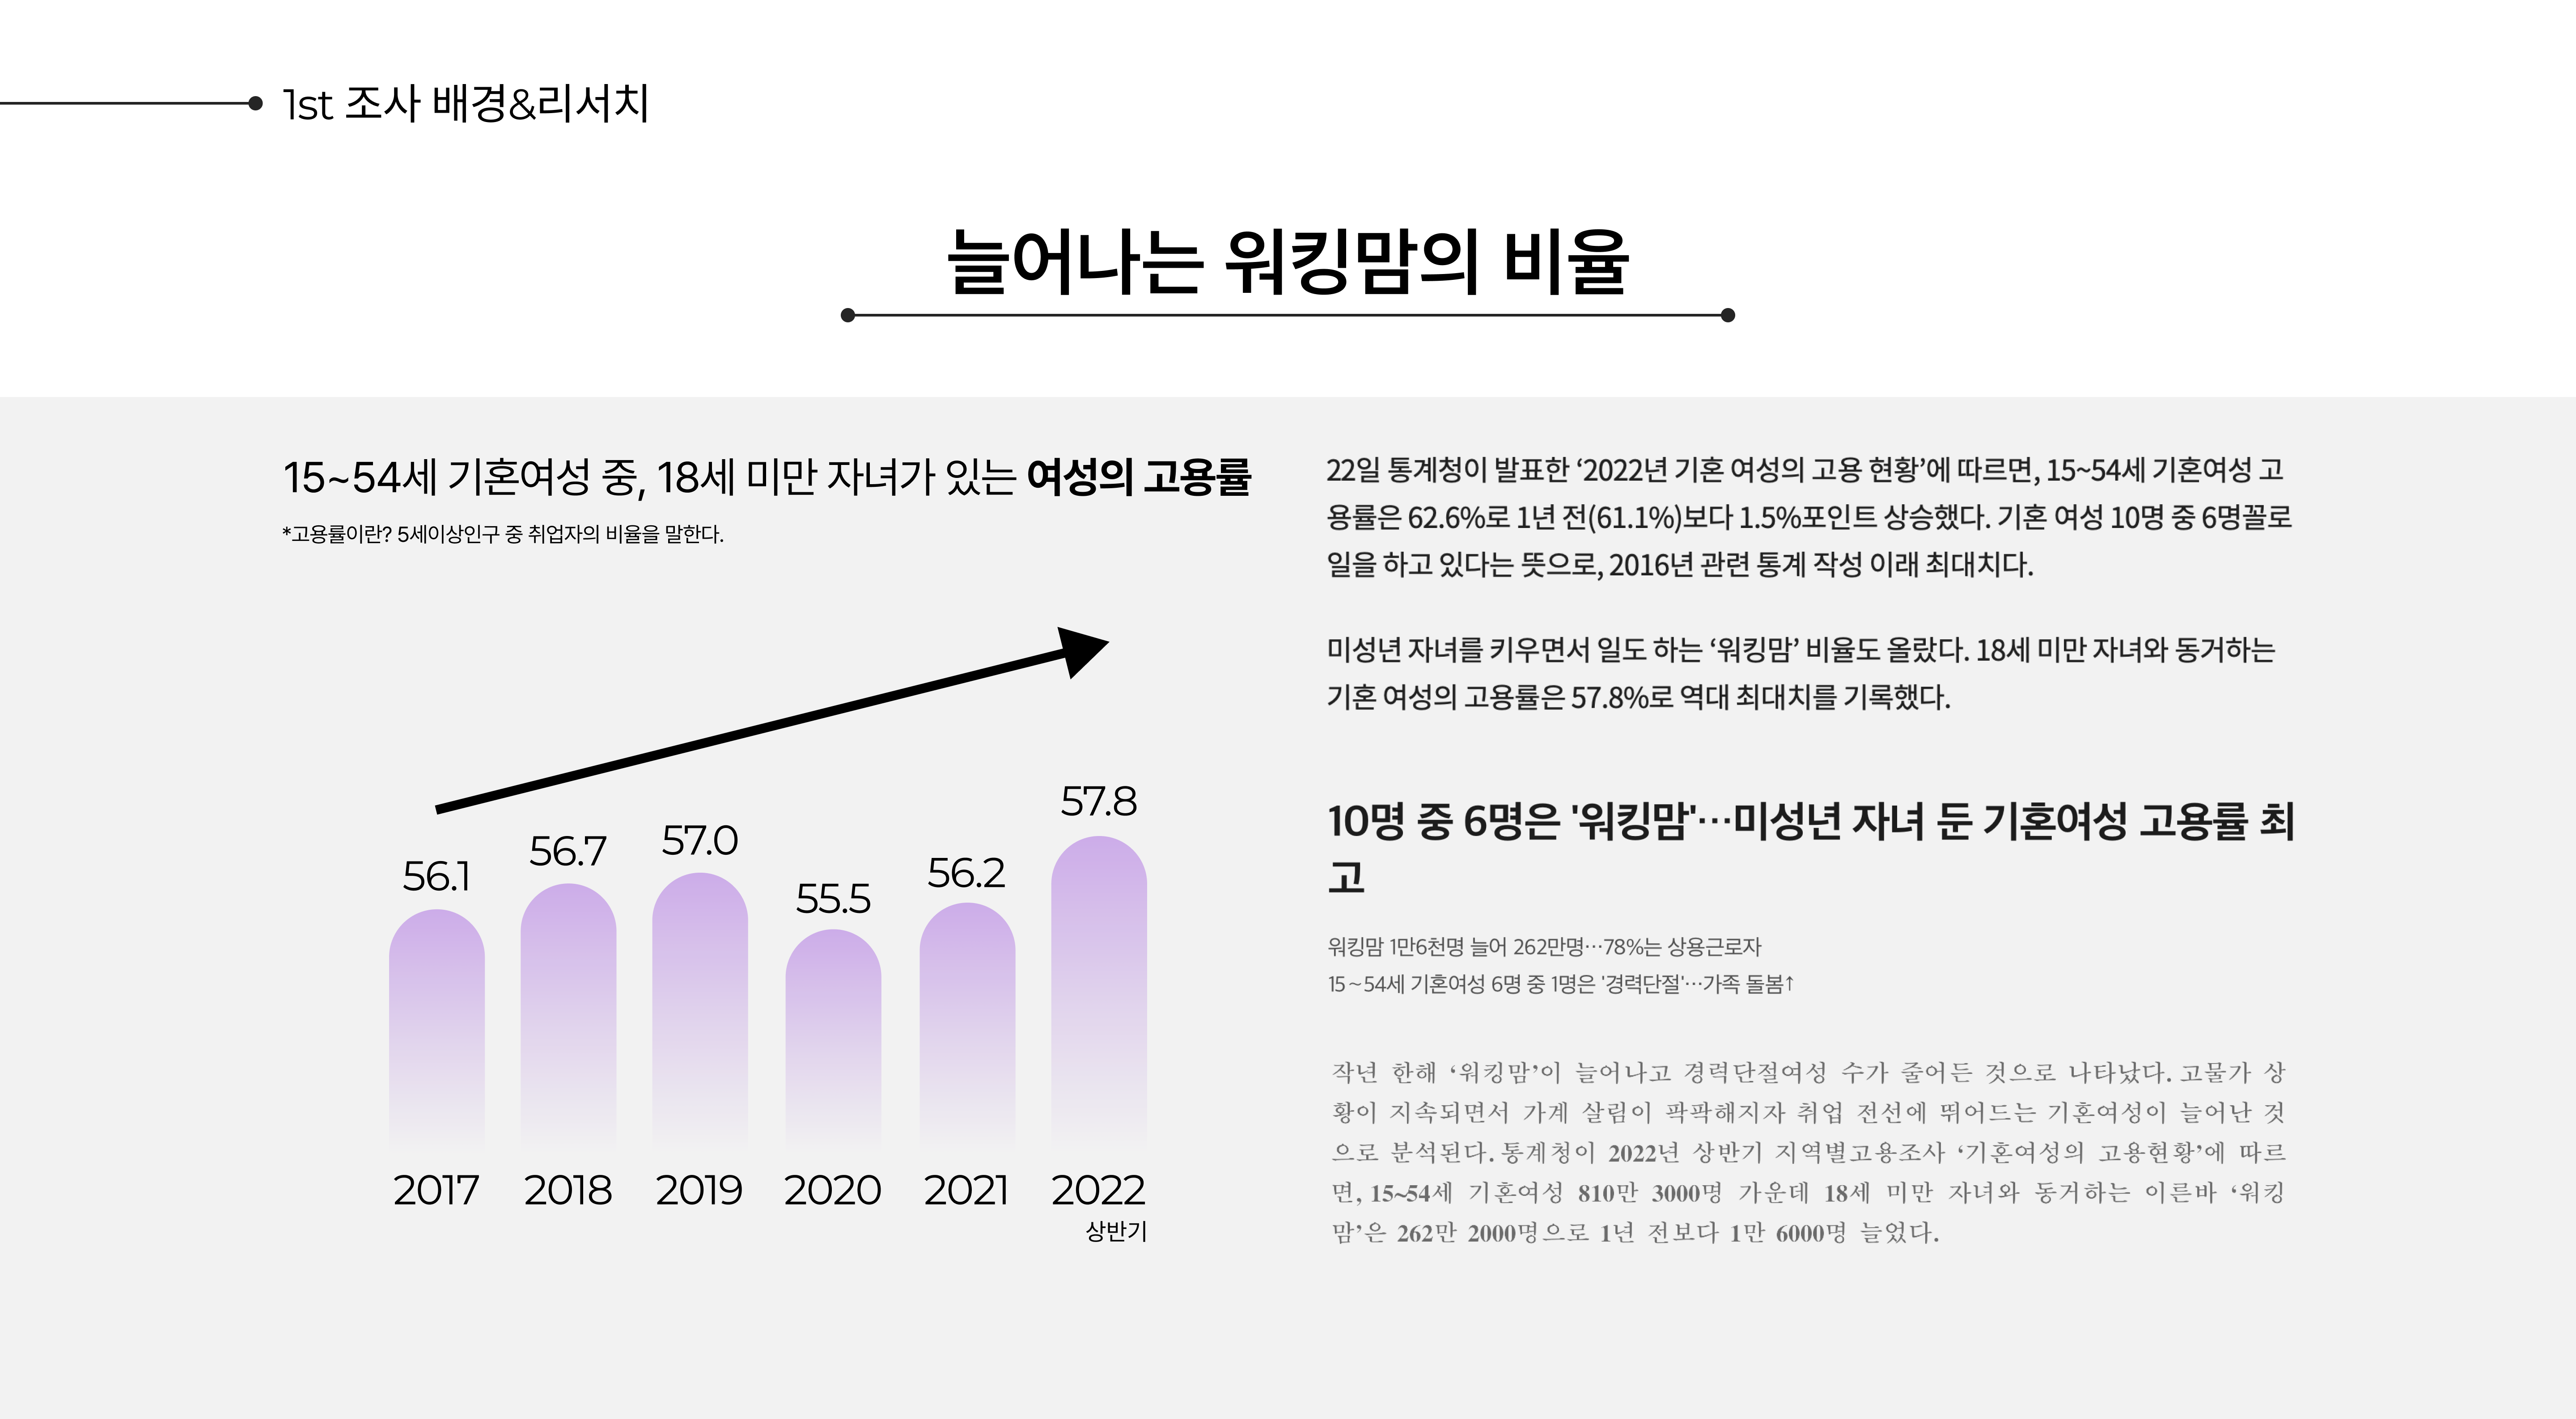 1st 조사 배경&리서치
늘어나는 워킹맘의 비율
15~54세 기혼여성 중, 18세 미만 자녀가 있는 여성의 고용률
*고용률이란? 5세이상인구 중 취업자의 비율을 말한다.
56.1
56.7
57.0
55.5
56.2
57.8
2017
2018
2019
2020
2021
2022
상반기
22일 통계청이 발표한 ‘2022년 기혼 여성의 고용 현황’에 따르면, 15~54세 기혼여성 고
용률은 62.6%로 1년 전(61.1%)보다 1.5%포인트 상승했다. 기혼 여성 10명 중 6명꼴로
일을 하고 있다는 뜻으로, 2016년 관련 통계 작성 이래 최대치다.
미성년 자녀를 키우면서 일도 하는 ‘워킹맘’ 비율도 올랐다. 18세 미만 자녀와 동거하는
기혼 여성의 고용률은 57.8%로 역대 최대치를 기록했다.
10명 중 6명은 '워킹맘'…미성년 자녀 둔 기혼여성 고용률 최
고
워킹맘 1만6천명 늘어 262만명…78%는 상용근로자
15∼54세 기혼여성 6명 중 1명은 '경력단절'…가족 돌봄↑
작년 한해 ‘워킹맘’이 늘어나고 경력단절여성 수가 줄어든 것으로 나타났다. 고물가 상
황이 지속되면서 가계 살림이 팍팍해지자 취업 전선에 뛰어드는 기혼여성이 늘어난 것
으로 분석된다. 통계청이 2022년 상반기 지역별고용조사 ‘기혼여성의 고용현황’에 따르
면, 15~54세 기혼여성 810만 3000명 가운데 18세 미만 자녀와 동거하는 이른바 ‘워킹
맘’은 262만 2000명으로 1년 전보다 1만 6000명 늘었다.